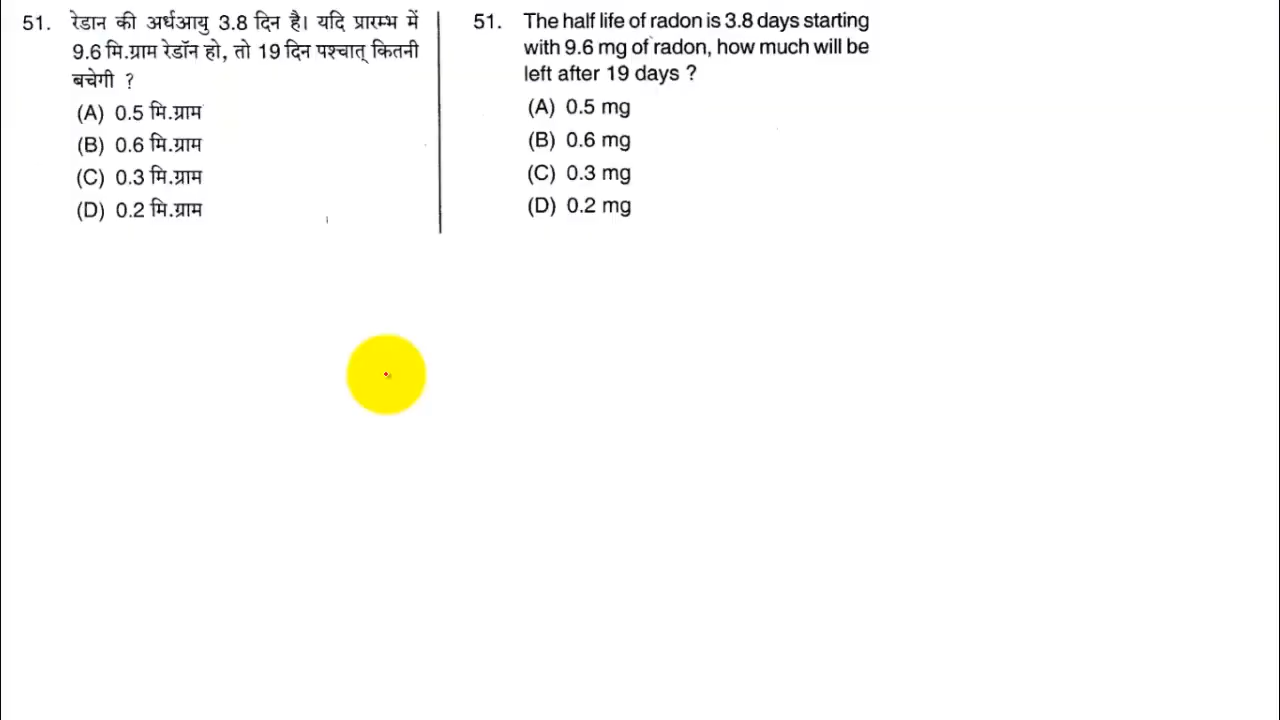 51. रेडान की अर्धआयु 3.8 दिन है। यदि प्रारम्भ में
9.6 मि.ग्राम रेडॉन हो, तो 19 दिन पश्चात् कितनी
बचेगी ?
(A) 0.5 मि.ग्राम
(B) 0.6 मि.ग्राम
(C) 0.3 मि.ग्राम
(D) 0.2 मि.ग्राम
51. The half life of radon is 3.8 days starting
with 9.6 mg of radon, how much will be
left after 19 days ?
(A) 0.5 mg
(B) 0.6 mg
(C) 0.3 mg
(D) 0.2 mg